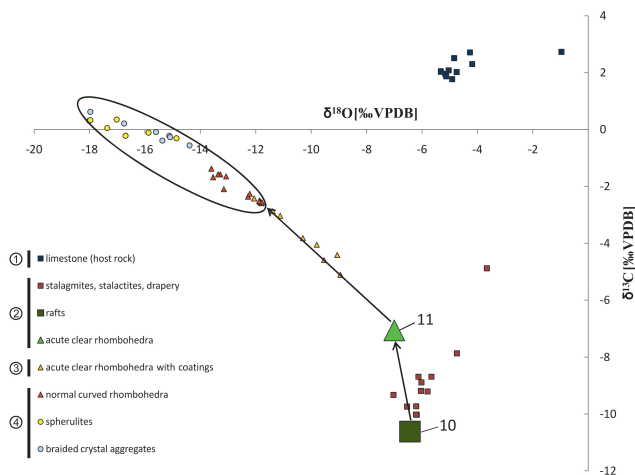 4
2
0
-2
-4
-6
-8
-10
-12
δ¹³C[‰VPDB]
δ¹⁸O[‰VPDB]
-20 -18 -16 -14 -12 -10 -8 -6 -4 -2
11
10
① limestone (host rock)
stalagmites, stalactites, drapery
② rafts
acute clear rhombohedra
③ acute clear rhombohedra with coatings
normal curved rhombohedra
④ spherulites
braided crystal aggregates